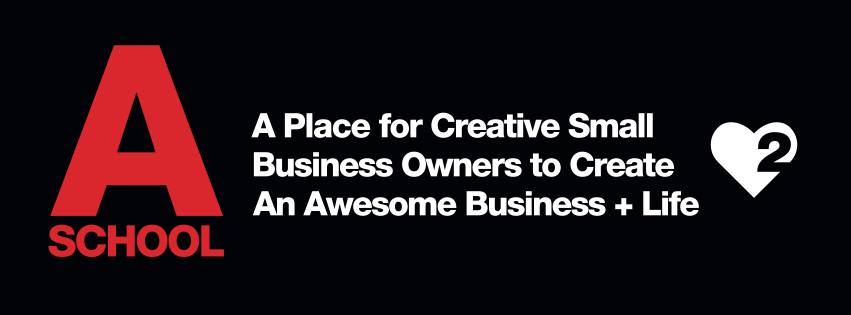 A
SCHOOL
A Place for Creative Small
Business Owners to Create
An Awesome Business + Life
2